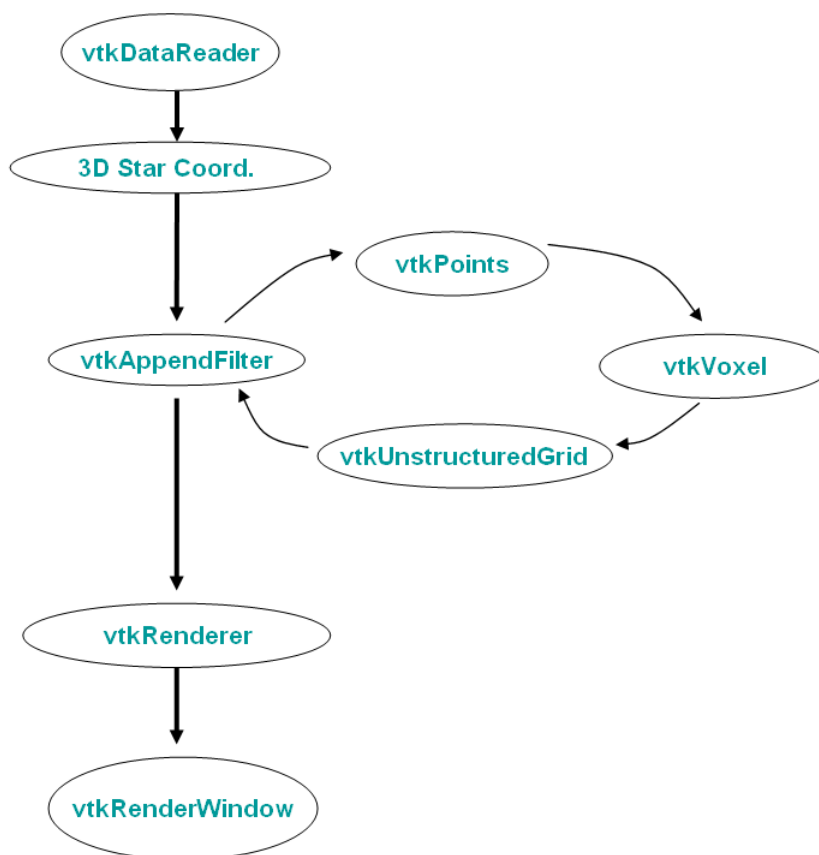 vtkDataReader
3D Star Coord.
vtkPoints
vtkAppendFilter
vtkVoxel
vtkUnstructuredGrid
vtkRenderer
vtkRenderWindow